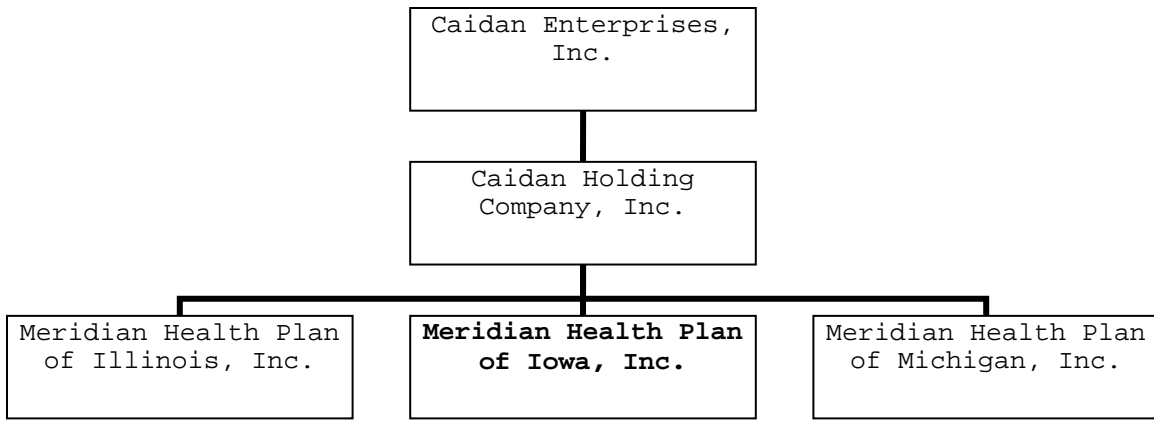 Caidan Enterprises,
Inc.
Caidan Holding
Company, Inc.
Meridian Health Plan
of Illinois, Inc.
Meridian Health Plan
of Iowa, Inc.
Meridian Health Plan
of Michigan, Inc.